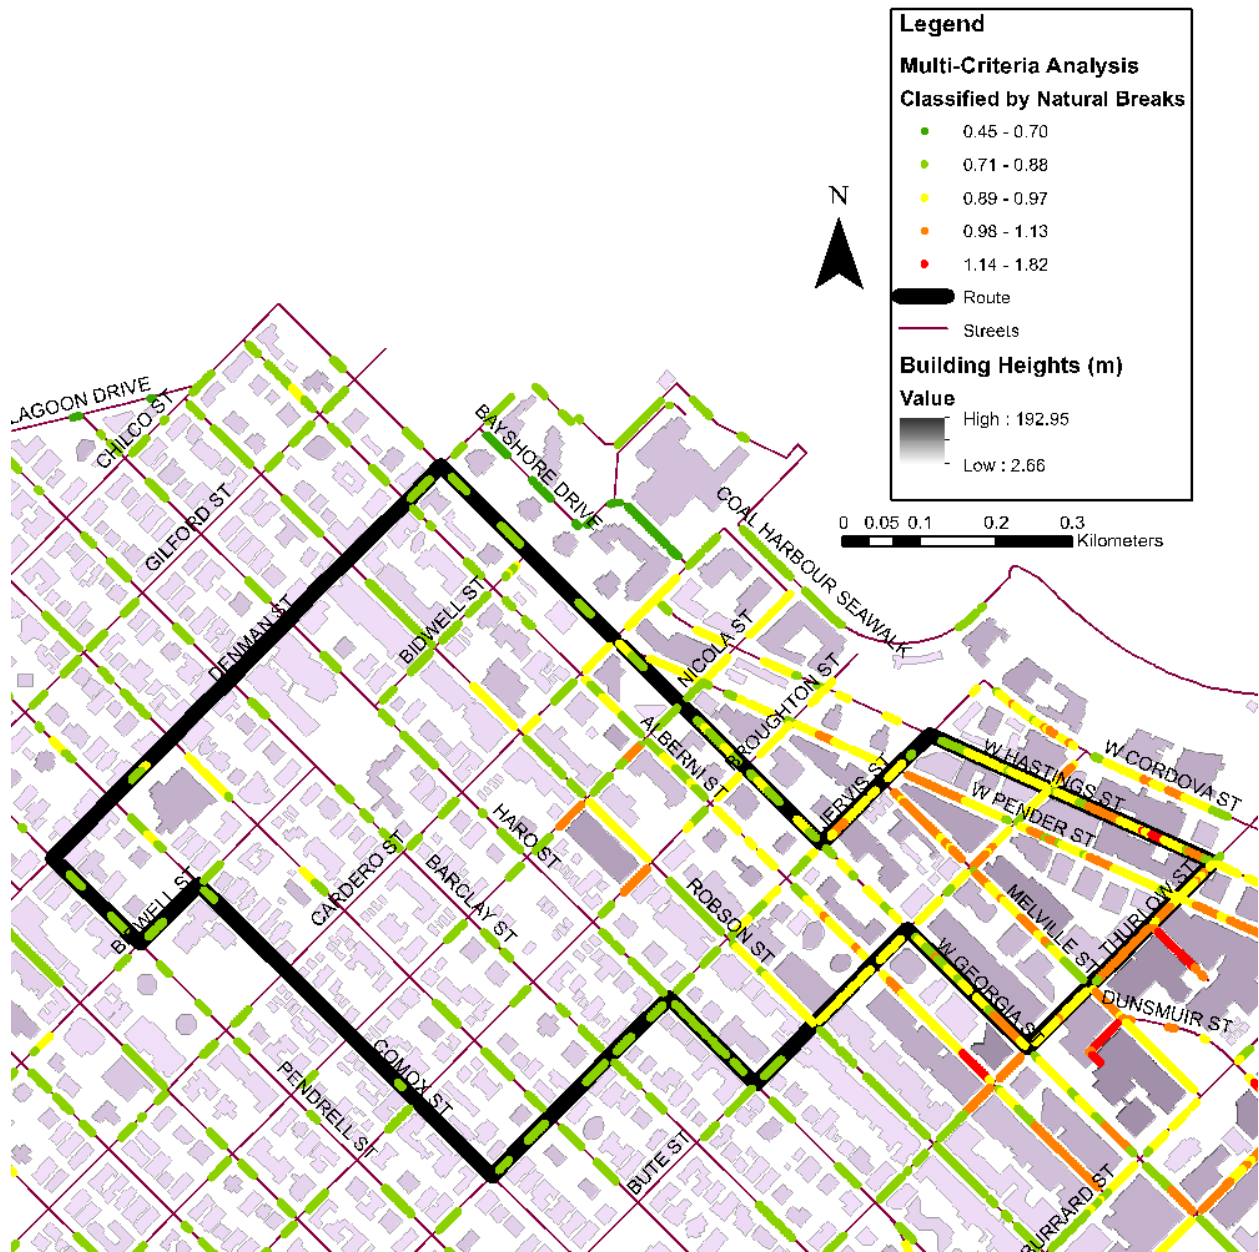 Legend
Multi-Criteria Analysis
Classified by Natural Breaks
0.45 - 0.70
0.71 - 0.88
0.89 - 0.97
0.98 - 1.13
1.14 - 1.82
Route
Streets
Building Heights (m)
Value
High : 192.95
Low : 2.66
N
0 0.05 0.1 0.2 0.3
Kilometers
LAGOON DRIVE
CHILCO ST
GILFORD ST
BAYSHORE DRIVE
COAL HARBOUR SEAWALK
DENMAN ST
BIDWELL ST
NICOLA ST
BROUGHTON ST
ALBERNI ST
JERVIS ST
W HASTINGS ST
W CORDOVA ST
W PENDER ST
HARO ST
CARDERO ST
BARCLAY ST
ROBSON ST
MELVILLE ST
THURLOW ST
BIDWELL ST
W GEORGIA ST
DUNSMUIR ST
COMOX ST
PENDRELL ST
BUTE ST
BURRARD ST